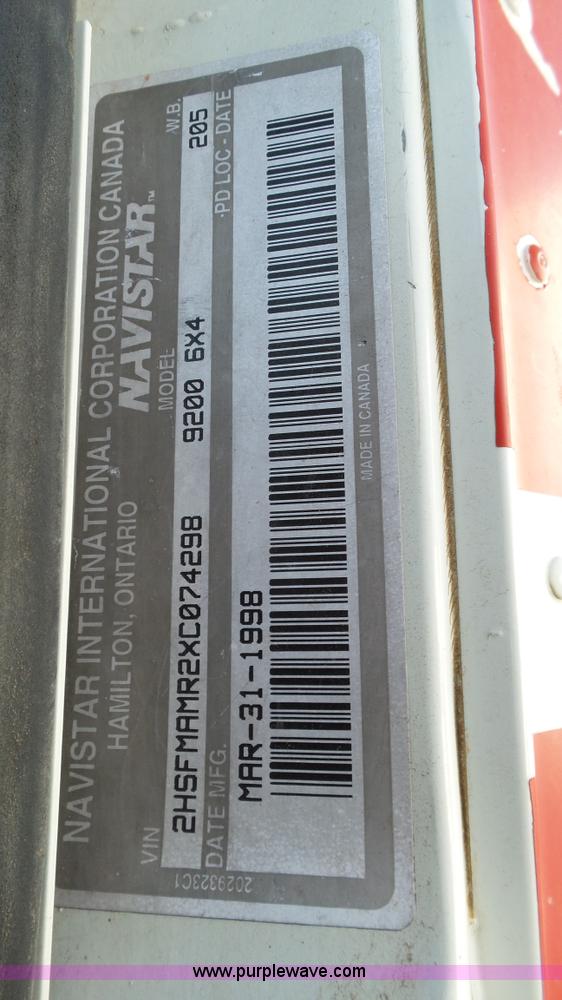 NAVISTAR INTERNATIONAL CORPORATION CANADA
HAMILTON, ONTARIO
NAVISTAR™
VIN MODEL W.B.
2HSFMAMR2XC074298 9200 6X4 205
DATE MFG. PD LOC - DATE
MAR-31-1998
MADE IN CANADA
2029323C1
www.purplewave.com